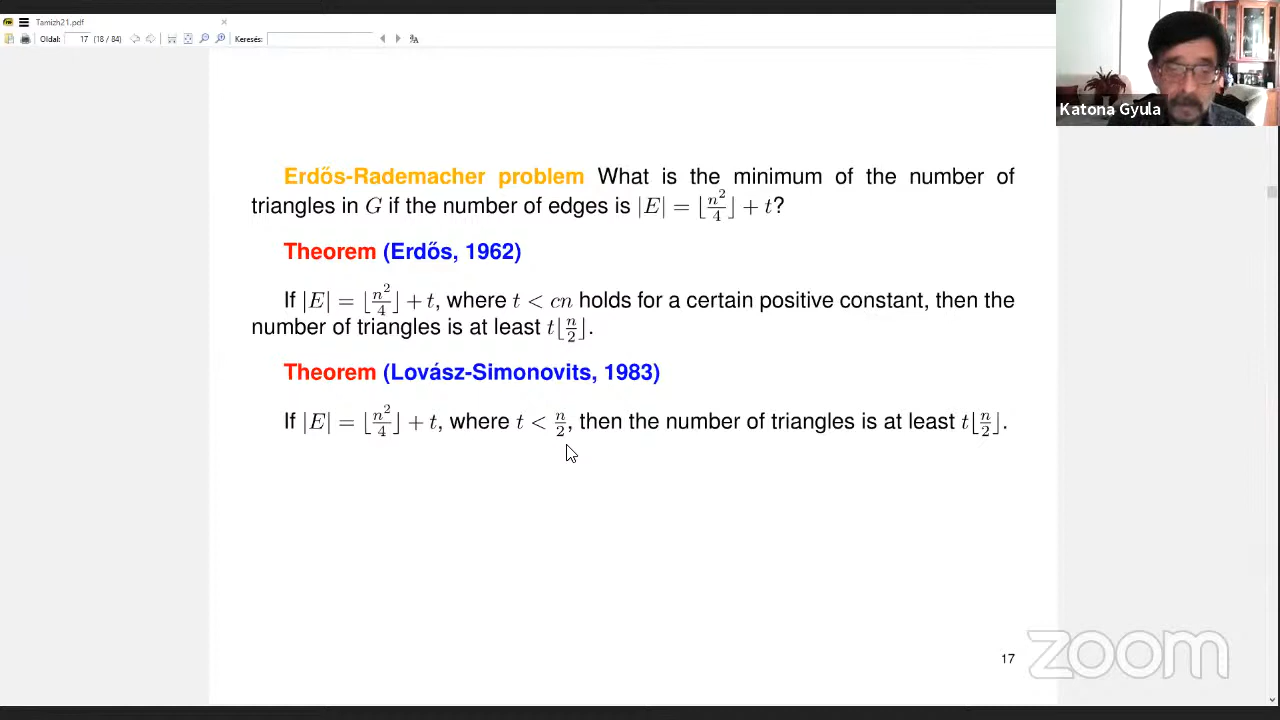 Tamizh21.pdf
Oldal: 17 (18 / 84) Keresés:
Katona Gyula
Erdős-Rademacher problem What is the minimum of the number of
triangles in G if the number of edges is |E| = ⌊n²/4⌋ + t?
Theorem (Erdős, 1962)
If |E| = ⌊n²/4⌋ + t, where t < cn holds for a certain positive constant, then the
number of triangles is at least t⌊n/2⌋.
Theorem (Lovász-Simonovits, 1983)
If |E| = ⌊n²/4⌋ + t, where t < n/2, then the number of triangles is at least t⌊n/2⌋.
17
zoom